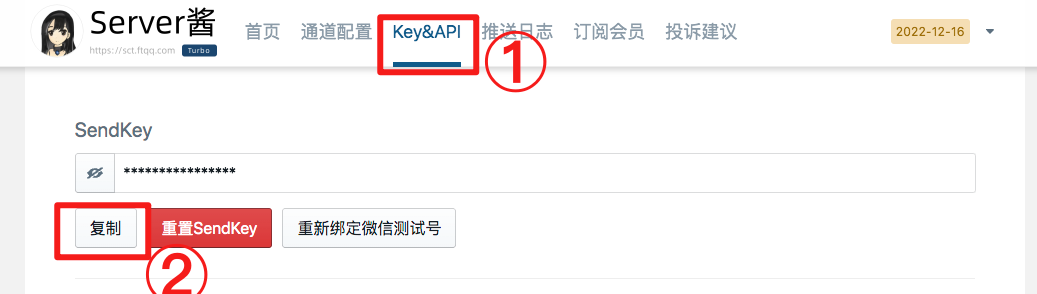 Server酱
https://sct.ftqq.com Turbo
首页 通道配置 Key&API 推送日志 订阅会员 投诉建议 2022-12-16
①
SendKey
****************
复制 重置SendKey 重新绑定微信测试号
②